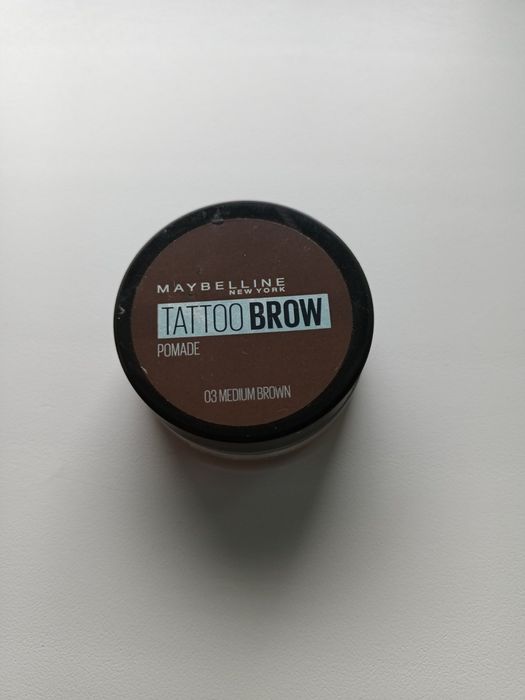 MAYBELLINE
NEW YORK
TATTOO BROW
POMADE
03 MEDIUM BROWN